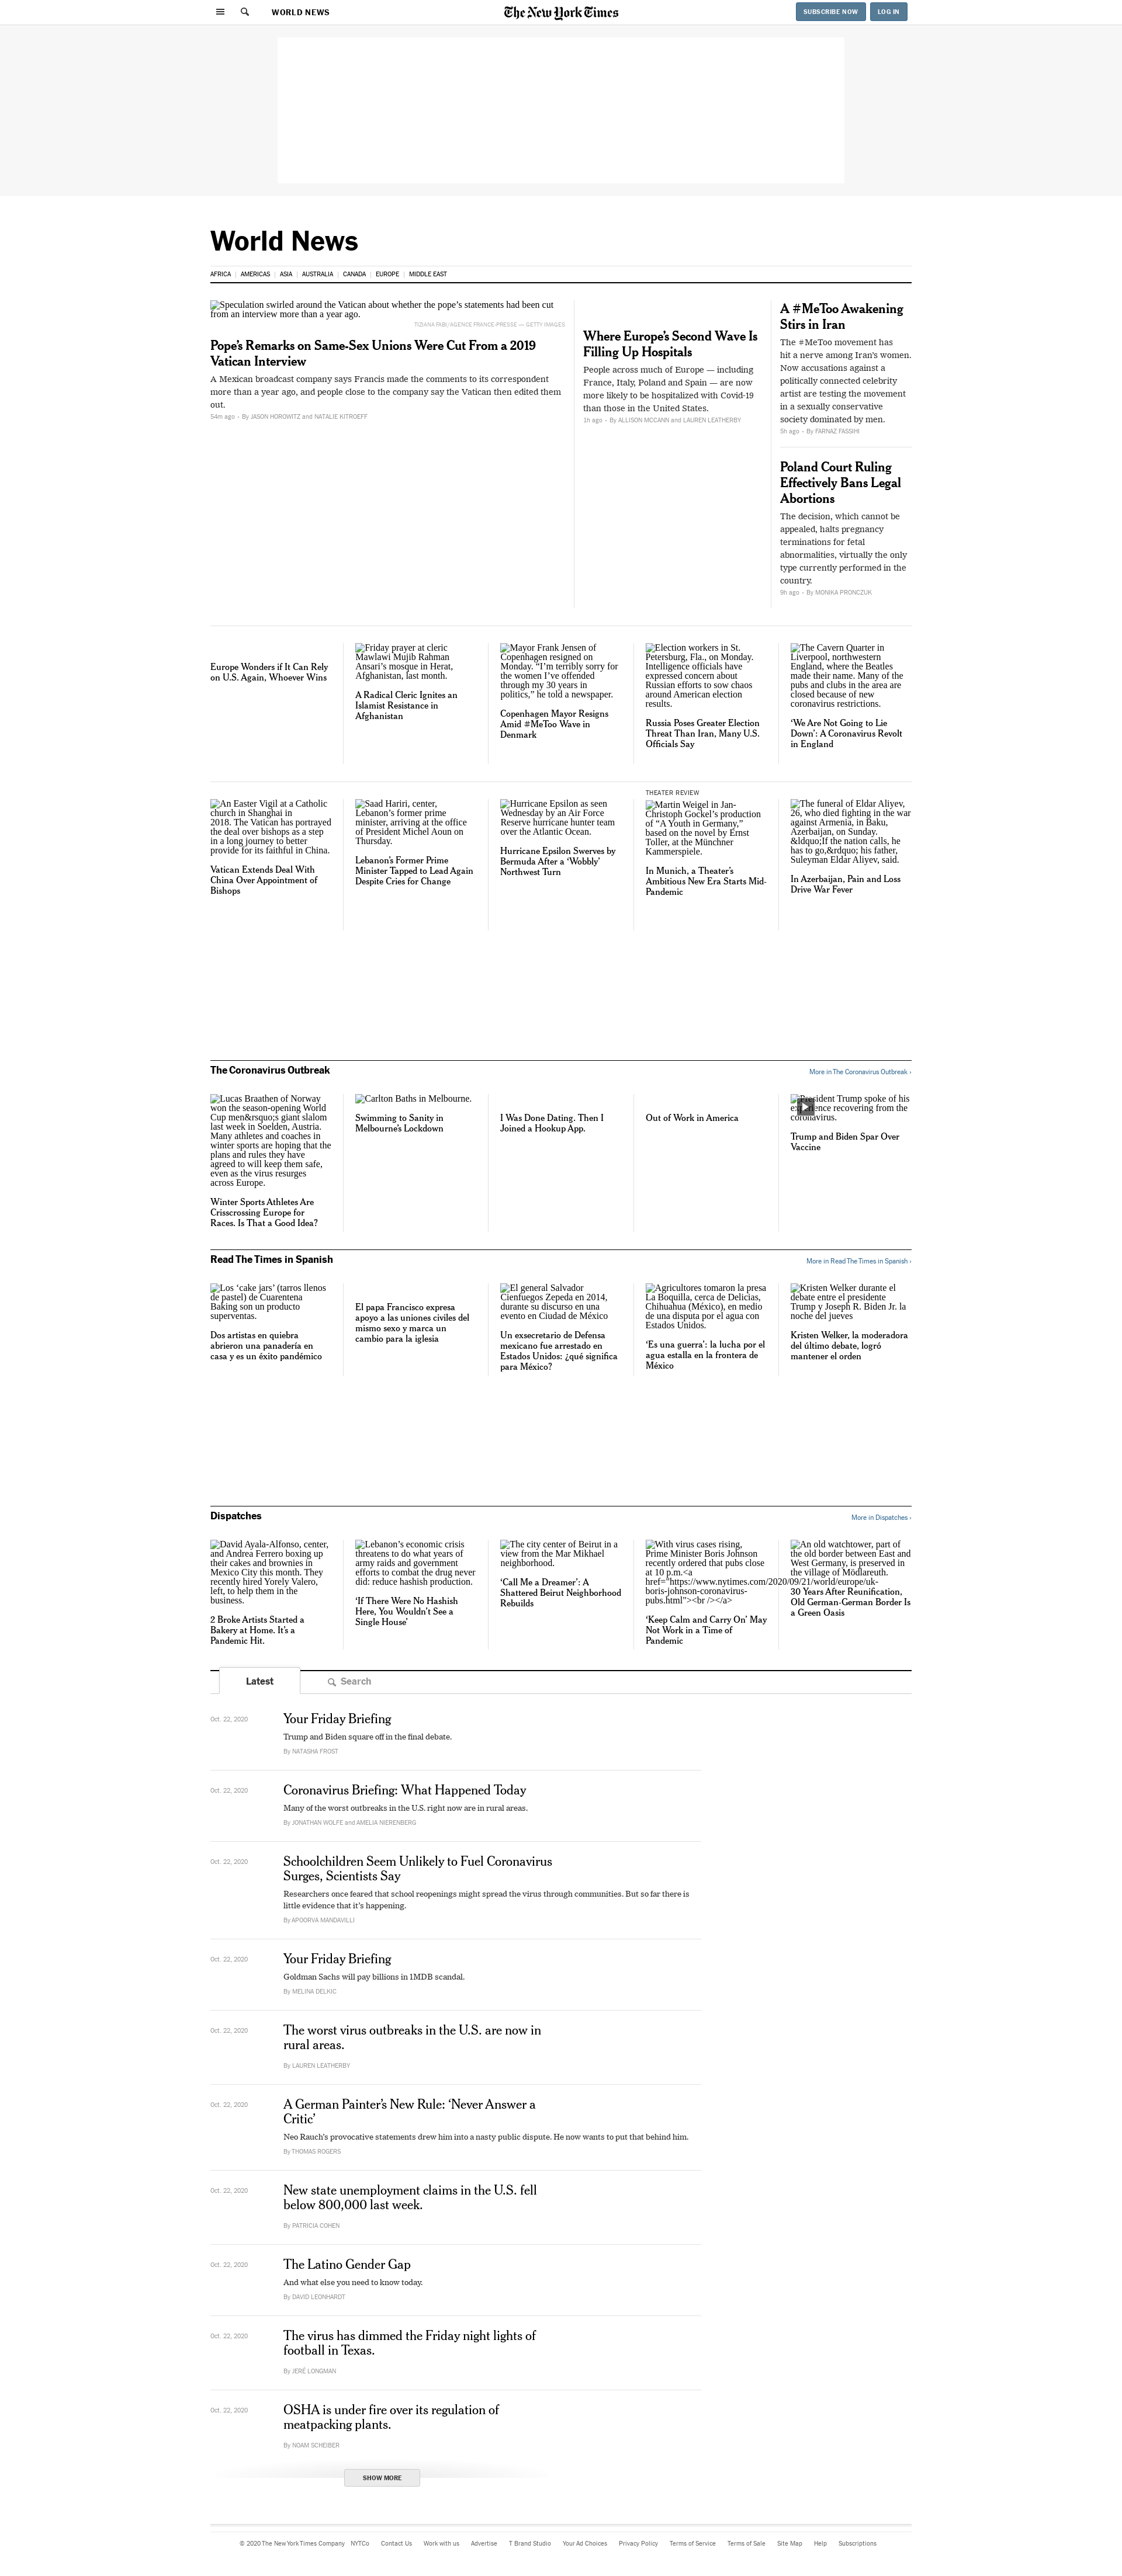 WORLD NEWS
The New York Times
SUBSCRIBE NOW
LOG IN
World News
AFRICA | AMERICAS | ASIA | AUSTRALIA | CANADA | EUROPE | MIDDLE EAST
Speculation swirled around the Vatican about whether the pope’s statements had been cut
from an interview more than a year ago.
TIZIANA FABI/AGENCE FRANCE-PRESSE — GETTY IMAGES
Pope’s Remarks on Same-Sex Unions Were Cut From a 2019
Vatican Interview
A Mexican broadcast company says Francis made the comments to its correspondent
more than a year ago, and people close to the company say the Vatican then edited them
out.
54m ago • By JASON HOROWITZ and NATALIE KITROEFF
Where Europe’s Second Wave Is
Filling Up Hospitals
People across much of Europe — including
France, Italy, Poland and Spain — are now
more likely to be hospitalized with Covid-19
than those in the United States.
1h ago • By ALLISON MCCANN and LAUREN LEATHERBY
A #MeToo Awakening
Stirs in Iran
The #MeToo movement has
hit a nerve among Iran’s women.
Now accusations against a
politically connected celebrity
artist are testing the movement
in a sexually conservative
society dominated by men.
5h ago • By FARNAZ FASSIHI
Poland Court Ruling
Effectively Bans Legal
Abortions
The decision, which cannot be
appealed, halts pregnancy
terminations for fetal
abnormalities, virtually the only
type currently performed in the
country.
9h ago • By MONIKA PRONCZUK
Europe Wonders if It Can Rely
on U.S. Again, Whoever Wins
Friday prayer at cleric
Mawlawi Mujib Rahman
Ansari’s mosque in Herat,
Afghanistan, last month.
A Radical Cleric Ignites an
Islamist Resistance in
Afghanistan
Mayor Frank Jensen of
Copenhagen resigned on
Monday. “I’m terribly sorry for
the women I’ve offended
through my 30 years in
politics,” he told a newspaper.
Copenhagen Mayor Resigns
Amid #MeToo Wave in
Denmark
Election workers in St.
Petersburg, Fla., on Monday.
Intelligence officials have
expressed concern about
Russian efforts to sow chaos
around American election
results.
Russia Poses Greater Election
Threat Than Iran, Many U.S.
Officials Say
The Cavern Quarter in
Liverpool, northwestern
England, where the Beatles
made their name. Many of the
pubs and clubs in the area are
closed because of new
coronavirus restrictions.
‘We Are Not Going to Lie
Down’: A Coronavirus Revolt
in England
An Easter Vigil at a Catholic
church in Shanghai in
2018. The Vatican has portrayed
the deal over bishops as a step
in a long journey to better
provide for its faithful in China.
Vatican Extends Deal With
China Over Appointment of
Bishops
Saad Hariri, center,
Lebanon’s former prime
minister, arriving at the office
of President Michel Aoun on
Thursday.
Lebanon’s Former Prime
Minister Tapped to Lead Again
Despite Cries for Change
Hurricane Epsilon as seen
Wednesday by an Air Force
Reserve hurricane hunter team
over the Atlantic Ocean.
Hurricane Epsilon Swerves by
Bermuda After a ‘Wobbly’
Northwest Turn
THEATER REVIEW
Martin Weigel in Jan-
Christoph Gockel’s production
of “A Youth in Germany,”
based on the novel by Ernst
Toller, at the Münchner
Kammerspiele.
In Munich, a Theater’s
Ambitious New Era Starts Mid-
Pandemic
The funeral of Eldar Aliyev,
26, who died fighting in the war
against Armenia, in Baku,
Azerbaijan, on Sunday.
&ldquo;If the nation calls, he
has to go,&rdquo; his father,
Suleyman Eldar Aliyev, said.
In Azerbaijan, Pain and Loss
Drive War Fever
The Coronavirus Outbreak
More in The Coronavirus Outbreak ›
Lucas Braathen of Norway
won the season-opening World
Cup men&rsquo;s giant slalom
last week in Soelden, Austria.
Many athletes and coaches in
winter sports are hoping that the
plans and rules they have
agreed to will keep them safe,
even as the virus resurges
across Europe.
Winter Sports Athletes Are
Crisscrossing Europe for
Races. Is That a Good Idea?
Carlton Baths in Melbourne.
Swimming to Sanity in
Melbourne’s Lockdown
I Was Done Dating. Then I
Joined a Hookup App.
Out of Work in America
President Trump spoke of his
experience recovering from the
coronavirus.
Trump and Biden Spar Over
Vaccine
Read The Times in Spanish
More in Read The Times in Spanish ›
Los ‘cake jars’ (tarros llenos
de pastel) de Cuarentena
Baking son un producto
superventas.
Dos artistas en quiebra
abrieron una panadería en
casa y es un éxito pandémico
El papa Francisco expresa
apoyo a las uniones civiles del
mismo sexo y marca un
cambio para la iglesia
El general Salvador
Cienfuegos Zepeda en 2014,
durante su discurso en una
evento en Ciudad de México
Un exsecretario de Defensa
mexicano fue arrestado en
Estados Unidos: ¿qué significa
para México?
Agricultores tomaron la presa
La Boquilla, cerca de Delicias,
Chihuahua (México), en medio
de una disputa por el agua con
Estados Unidos.
‘Es una guerra’: la lucha por el
agua estalla en la frontera de
México
Kristen Welker durante el
debate entre el presidente
Trump y Joseph R. Biden Jr. la
noche del jueves
Kristen Welker, la moderadora
del último debate, logró
mantener el orden
Dispatches
More in Dispatches ›
David Ayala-Alfonso, center,
and Andrea Ferrero boxing up
their cakes and brownies in
Mexico City this month. They
recently hired Yorely Valero,
left, to help them in the
business.
2 Broke Artists Started a
Bakery at Home. It’s a
Pandemic Hit.
Lebanon’s economic crisis
threatens to do what years of
army raids and government
efforts to combat the drug never
did: reduce hashish production.
‘If There Were No Hashish
Here, You Wouldn’t See a
Single House’
The city center of Beirut in a
view from the Mar Mikhael
neighborhood.
‘Call Me a Dreamer’: A
Shattered Beirut Neighborhood
Rebuilds
With virus cases rising,
Prime Minister Boris Johnson
recently ordered that pubs close
at 10 p.m.<a
href="https://www.nytimes.com/2020/09/21/world/europe/uk-
boris-johnson-coronavirus-
pubs.html"><br /></a>
‘Keep Calm and Carry On’ May
Not Work in a Time of
Pandemic
An old watchtower, part of
the old border between East and
West Germany, is preserved in
the village of Mödlareuth.
30 Years After Reunification,
Old German-German Border Is
a Green Oasis
Latest
Search
Oct. 22, 2020
Your Friday Briefing
Trump and Biden square off in the final debate.
By NATASHA FROST
Oct. 22, 2020
Coronavirus Briefing: What Happened Today
Many of the worst outbreaks in the U.S. right now are in rural areas.
By JONATHAN WOLFE and AMELIA NIERENBERG
Oct. 22, 2020
Schoolchildren Seem Unlikely to Fuel Coronavirus
Surges, Scientists Say
Researchers once feared that school reopenings might spread the virus through communities. But so far there is
little evidence that it’s happening.
By APOORVA MANDAVILLI
Oct. 22, 2020
Your Friday Briefing
Goldman Sachs will pay billions in 1MDB scandal.
By MELINA DELKIC
Oct. 22, 2020
The worst virus outbreaks in the U.S. are now in
rural areas.
By LAUREN LEATHERBY
Oct. 22, 2020
A German Painter’s New Rule: ‘Never Answer a
Critic’
Neo Rauch’s provocative statements drew him into a nasty public dispute. He now wants to put that behind him.
By THOMAS ROGERS
Oct. 22, 2020
New state unemployment claims in the U.S. fell
below 800,000 last week.
By PATRICIA COHEN
Oct. 22, 2020
The Latino Gender Gap
And what else you need to know today.
By DAVID LEONHARDT
Oct. 22, 2020
The virus has dimmed the Friday night lights of
football in Texas.
By JERÉ LONGMAN
Oct. 22, 2020
OSHA is under fire over its regulation of
meatpacking plants.
By NOAM SCHEIBER
SHOW MORE
© 2020 The New York Times Company NYTCo Contact Us Work with us Advertise T Brand Studio Your Ad Choices Privacy Policy Terms of Service Terms of Sale Site Map Help Subscriptions